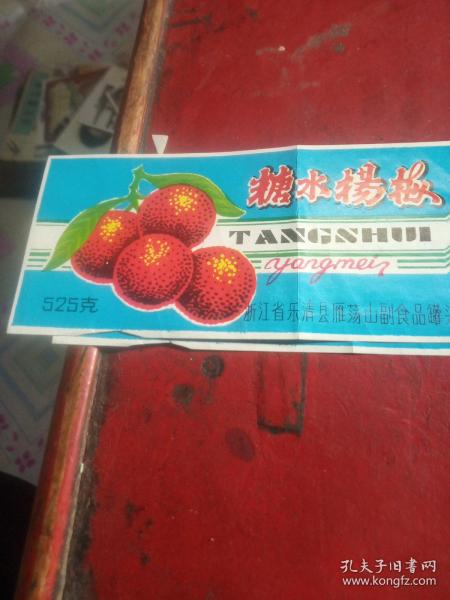 糖水楊梅
TANGSHUI
yangmei
525克
浙江省乐清县雁荡山副食品罐头
孔夫子旧书网
www.kongfz.com